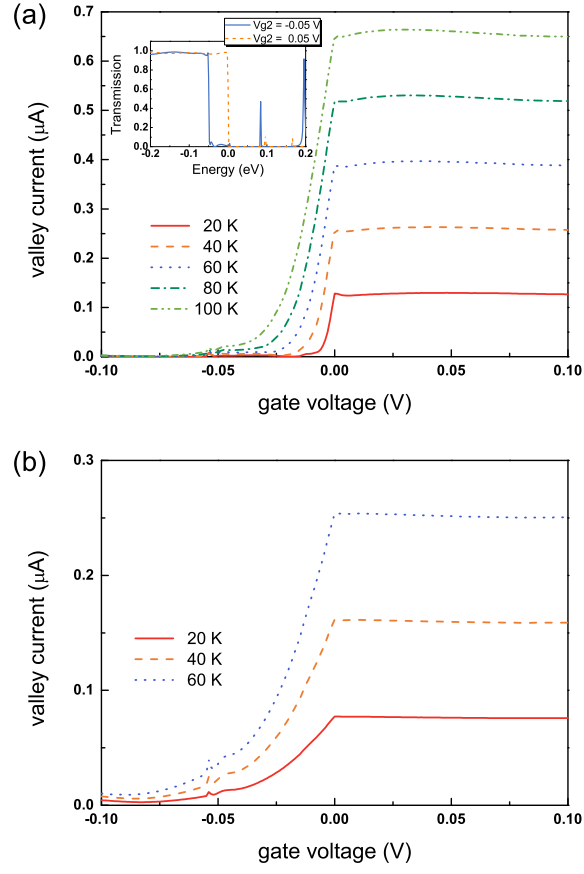 (a)
Vg2 = -0.05 V
Vg2 = 0.05 V
Transmission
1.0
0.8
0.6
0.4
0.2
0.0
-0.2 -0.1 0.0 0.1 0.2
Energy (eV)
valley current (μA)
0.7
0.6
0.5
0.4
0.3
0.2
0.1
0.0
20 K
40 K
60 K
80 K
100 K
-0.10 -0.05 0.00 0.05 0.10
gate voltage (V)
(b)
valley current (μA)
0.3
0.2
0.1
0.0
20 K
40 K
60 K
-0.10 -0.05 0.00 0.05 0.10
gate voltage (V)